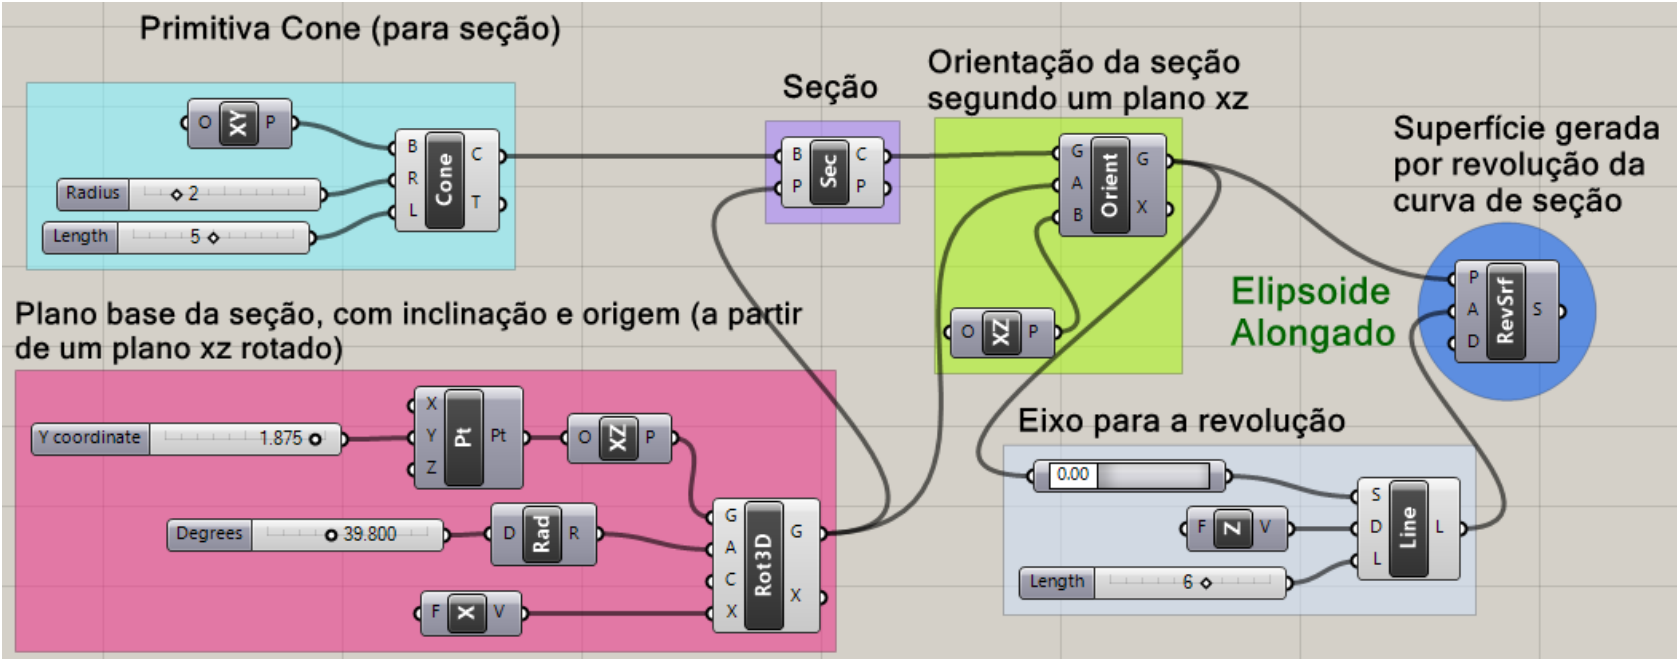 Primitiva Cone (para seção)
O XY P
Radius 2
Length 5
B R L Cone C T
Seção
B P Sec C P
Orientação da seção
segundo um plano xz
G A B Orient G X
O XZ P
Superfície gerada
por revolução da
curva de seção
P A D RevSrf S
Elipsoide
Alongado
Plano base da seção, com inclinação e origem (a partir
de um plano xz rotado)
Y coordinate 1.875
X Y Z Pt Pt
O XZ P
Degrees 39.800
D Rad R
F X V
G A C X Rot3D G X
Eixo para a revolução
0.00
F Z V
Length 6
S D L Line L